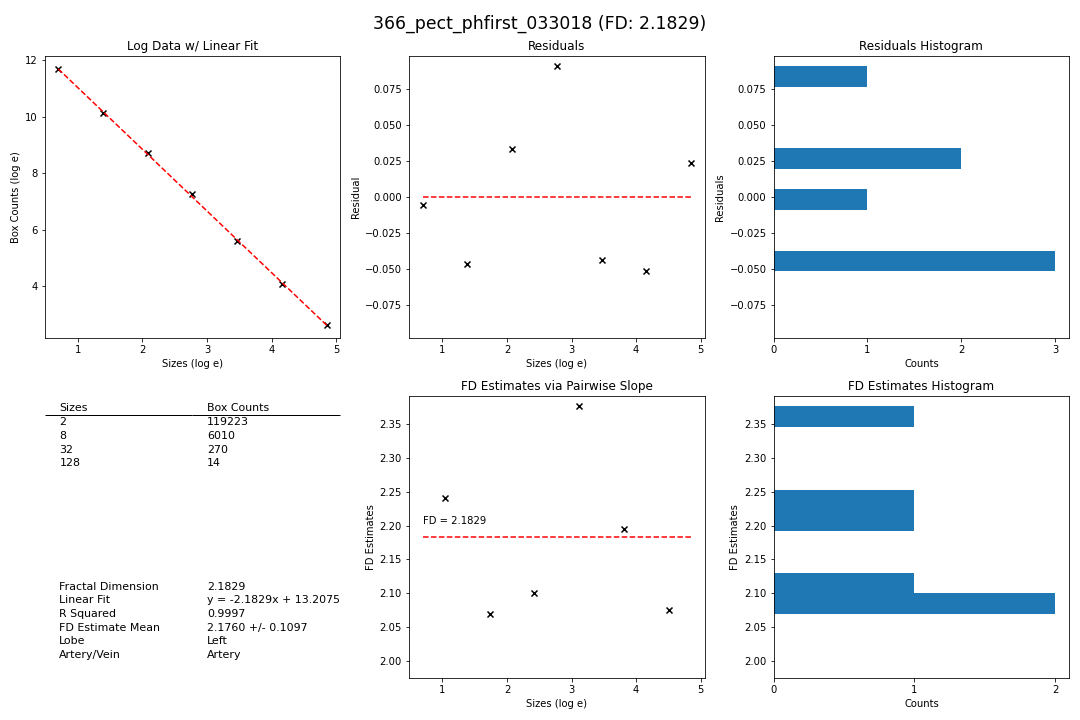 366_pect_phfirst_033018 (FD: 2.1829)
Log Data w/ Linear Fit
12
10
8
6
4
Box Counts (log e)
1 2 3 4 5
Sizes (log e)
Residuals
0.075
0.050
0.025
0.000
−0.025
−0.050
−0.075
Residual
1 2 3 4 5
Sizes (log e)
Residuals Histogram
0.075
0.050
0.025
0.000
−0.025
−0.050
−0.075
Residuals
0 1 2 3
Counts
Sizes Box Counts
2 119223
8 6010
32 270
128 14
Fractal Dimension 2.1829
Linear Fit y = -2.1829x + 13.2075
R Squared 0.9997
FD Estimate Mean 2.1760 +/- 0.1097
Lobe Left
Artery/Vein Artery
FD Estimates via Pairwise Slope
2.35
2.30
2.25
2.20
2.15
2.10
2.05
2.00
FD Estimates
FD = 2.1829
1 2 3 4 5
Sizes (log e)
FD Estimates Histogram
2.35
2.30
2.25
2.20
2.15
2.10
2.05
2.00
FD Estimates
0 1 2
Counts